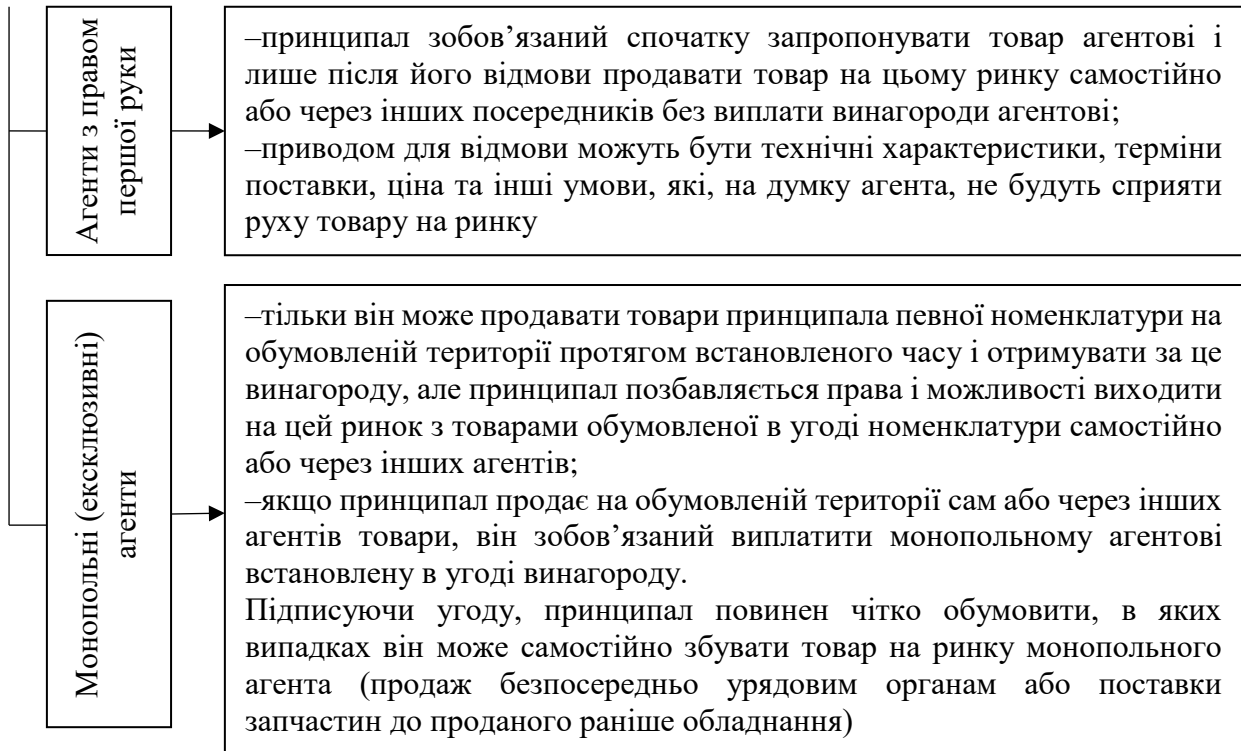 Агенти з правом
першої руки
–принципал зобов’язаний спочатку запропонувати товар агентові і
лише після його відмови продавати товар на цьому ринку самостійно
або через інших посередників без виплати винагороди агентові;
–приводом для відмови можуть бути технічні характеристики, терміни
поставки, ціна та інші умови, які, на думку агента, не будуть сприяти
руху товару на ринку
Монопольні (ексклюзивні)
агенти
–тільки він може продавати товари принципала певної номенклатури на
обумовленій території протягом встановленого часу і отримувати за це
винагороду, але принципал позбавляється права і можливості виходити
на цей ринок з товарами обумовленої в угоді номенклатури самостійно
або через інших агентів;
–якщо принципал продає на обумовленій території сам або через інших
агентів товари, він зобов’язаний виплатити монопольному агентові
встановлену в угоді винагороду.
Підписуючи угоду, принципал повинен чітко обумовити, в яких
випадках він може самостійно збувати товар на ринку монопольного
агента (продаж безпосередньо урядовим органам або поставки
запчастин до проданого раніше обладнання)